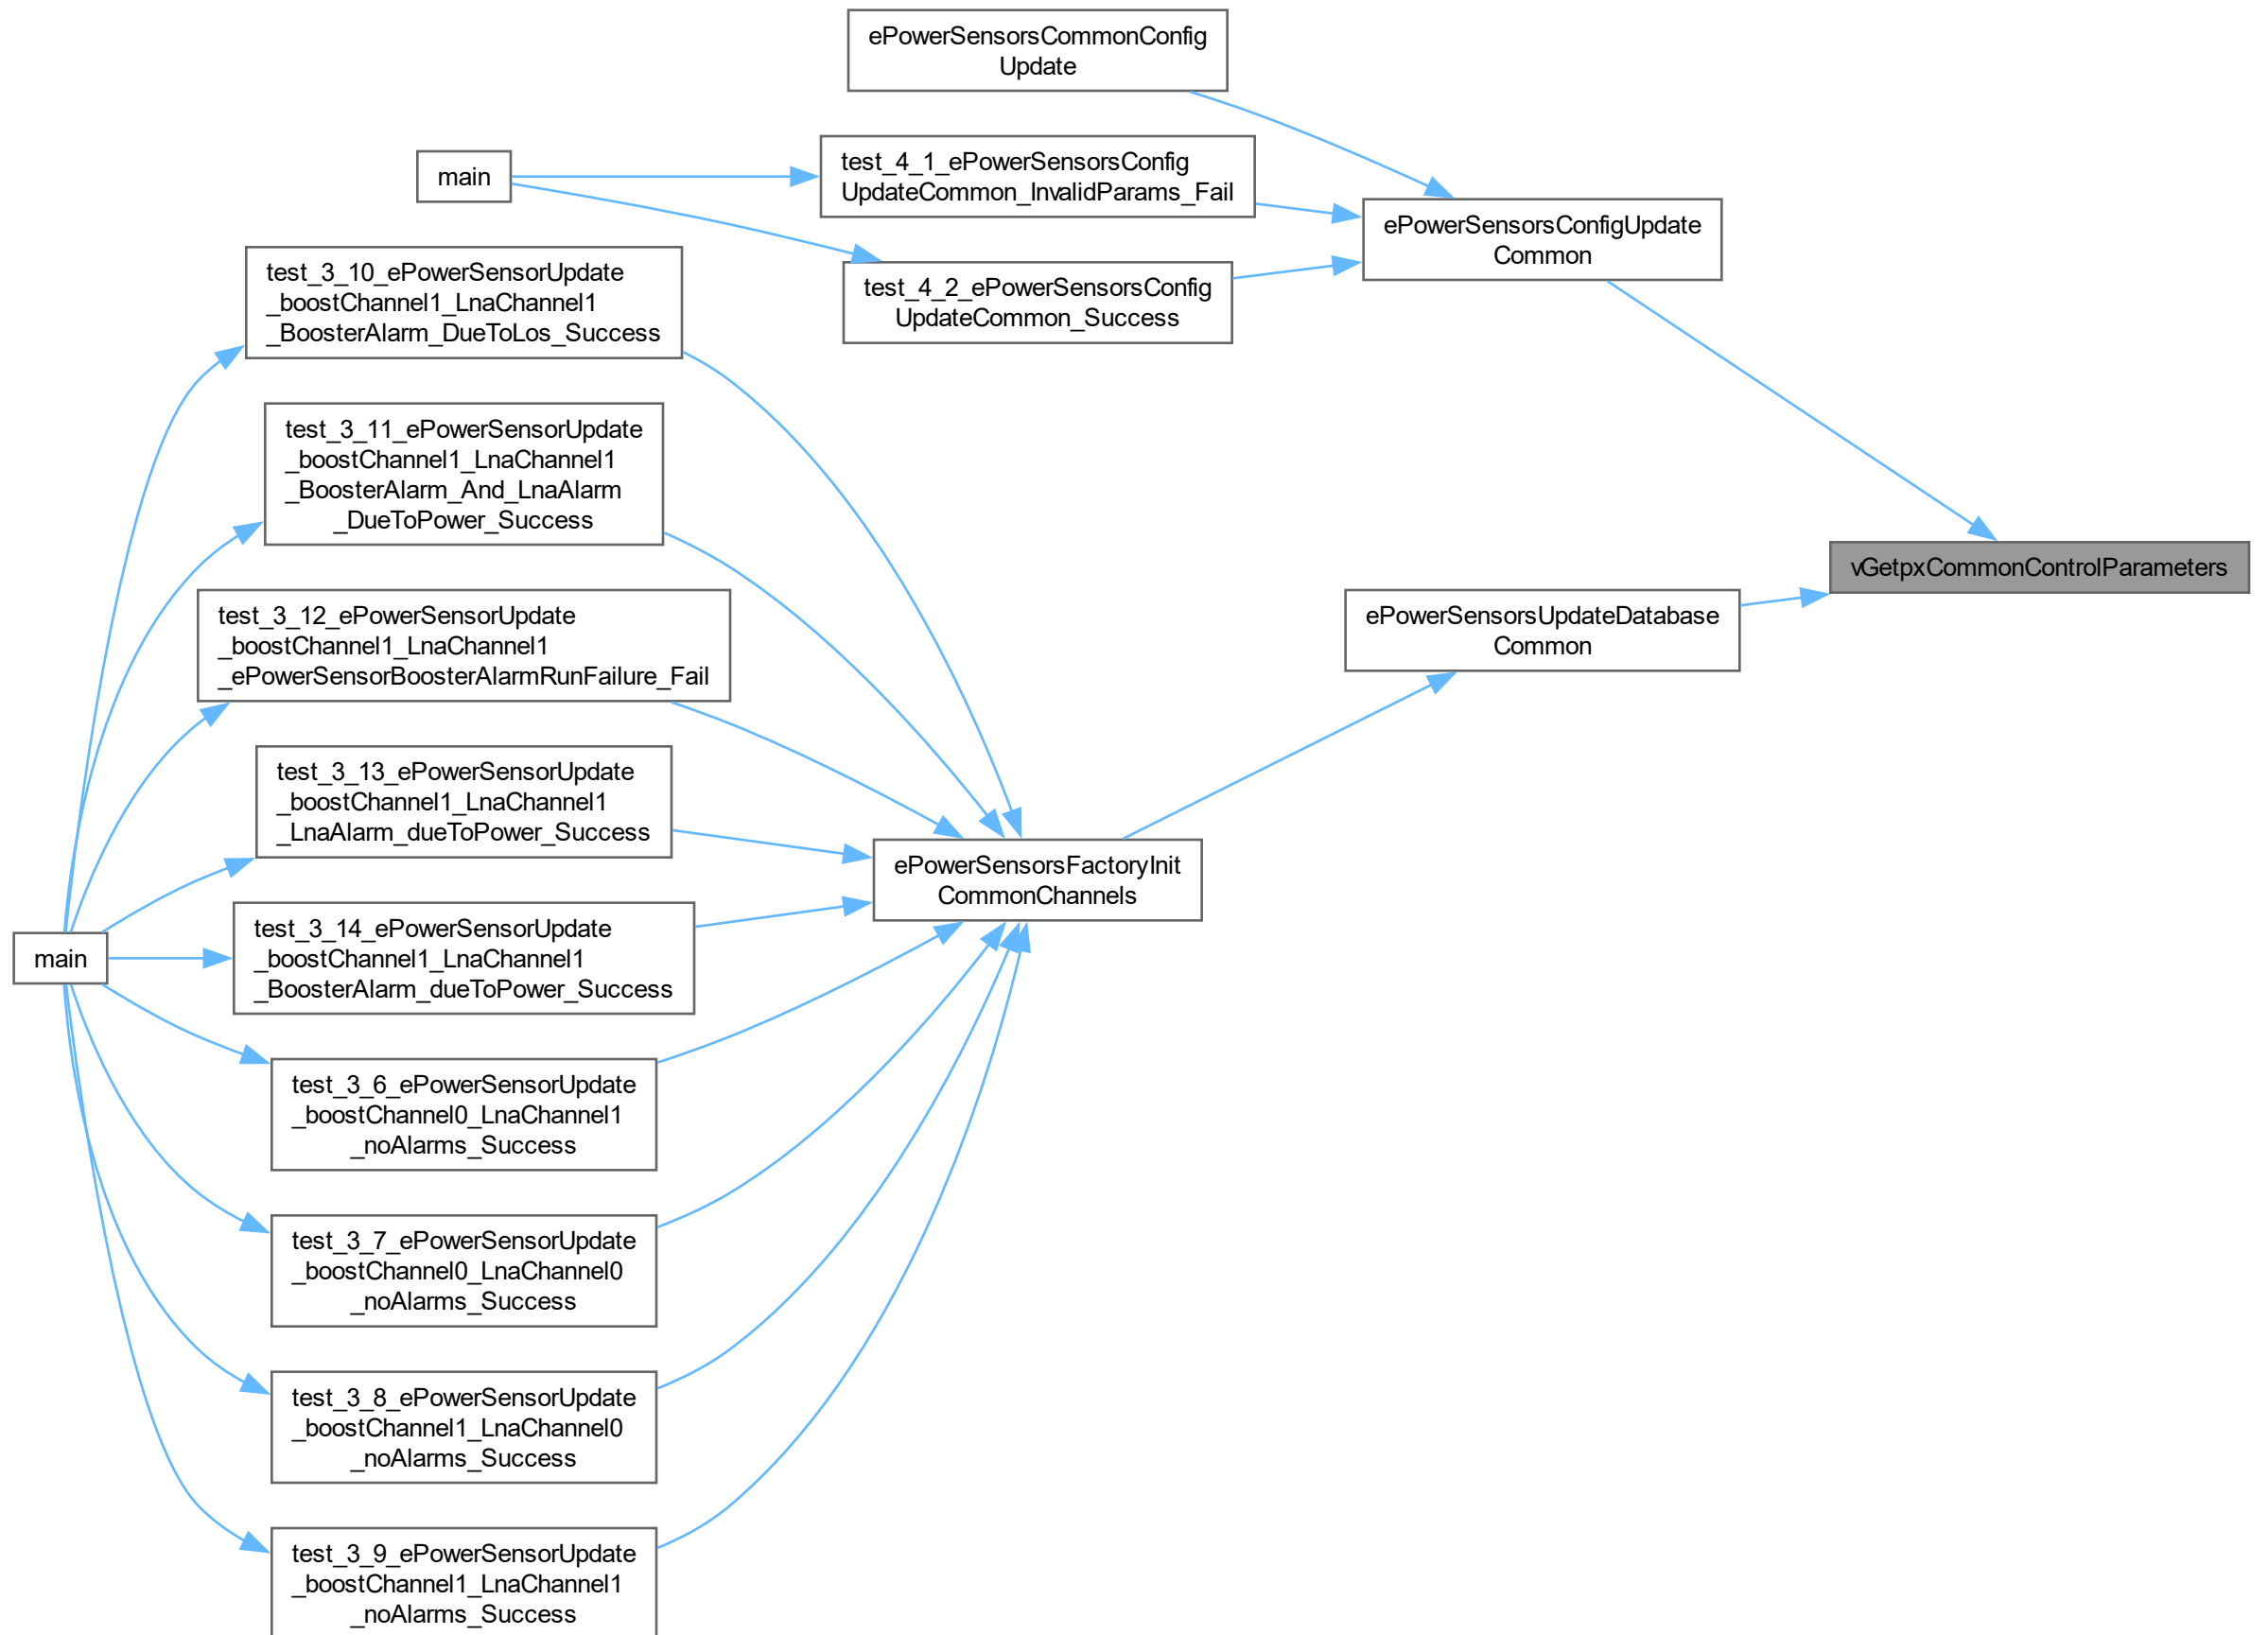 ePowerSensorsCommonConfig
Update
main
test_4_1_ePowerSensorsConfig
UpdateCommon_InvalidParams_Fail
ePowerSensorsConfigUpdate
Common
test_4_2_ePowerSensorsConfig
UpdateCommon_Success
test_3_10_ePowerSensorUpdate
_boostChannel1_LnaChannel1
_BoosterAlarm_DueToLos_Success
test_3_11_ePowerSensorUpdate
_boostChannel1_LnaChannel1
_BoosterAlarm_And_LnaAlarm
_DueToPower_Success
vGetpxCommonControlParameters
test_3_12_ePowerSensorUpdate
_boostChannel1_LnaChannel1
_ePowerSensorBoosterAlarmRunFailure_Fail
ePowerSensorsUpdateDatabase
Common
test_3_13_ePowerSensorUpdate
_boostChannel1_LnaChannel1
_LnaAlarm_dueToPower_Success
ePowerSensorsFactoryInit
CommonChannels
main
test_3_14_ePowerSensorUpdate
_boostChannel1_LnaChannel1
_BoosterAlarm_dueToPower_Success
test_3_6_ePowerSensorUpdate
_boostChannel0_LnaChannel1
_noAlarms_Success
test_3_7_ePowerSensorUpdate
_boostChannel0_LnaChannel0
_noAlarms_Success
test_3_8_ePowerSensorUpdate
_boostChannel1_LnaChannel0
_noAlarms_Success
test_3_9_ePowerSensorUpdate
_boostChannel1_LnaChannel1
_noAlarms_Success